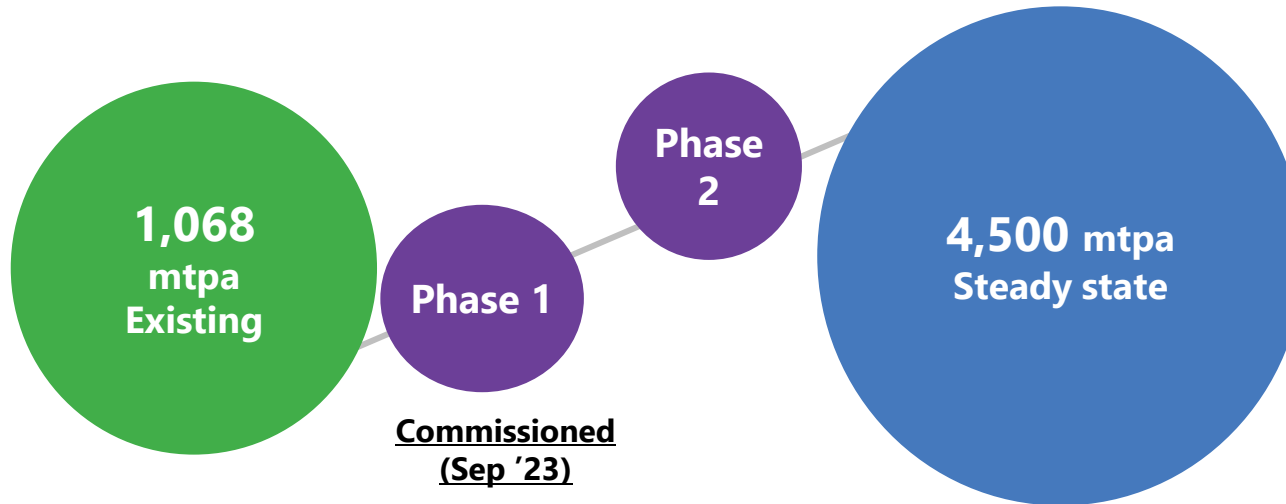 1,068
mtpa
Existing
Phase 1
Commissioned
(Sep ’23)
Phase
2
4,500 mtpa
Steady state